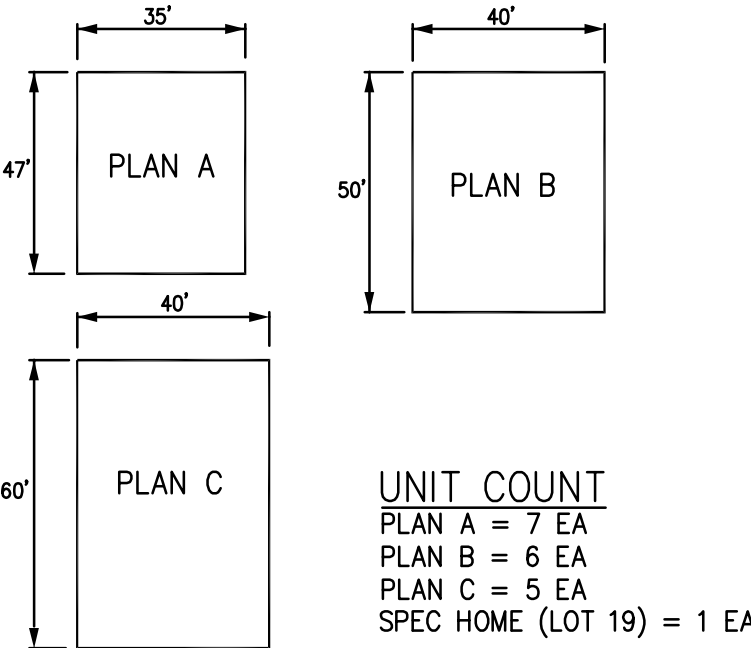 35'
40'
47'
PLAN A
50'
PLAN B
40'
60'
PLAN C
UNIT COUNT
PLAN A = 7 EA
PLAN B = 6 EA
PLAN C = 5 EA
SPEC HOME (LOT 19) = 1 EA